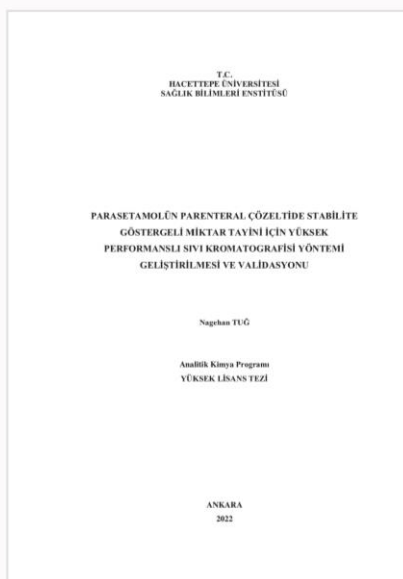 T.C.
HACETTEPE ÜNİVERSİTESİ
SAĞLIK BİLİMLERİ ENSTİTÜSÜ
PARASETAMOLÜN PARENTERAL ÇÖZELTİDE STABİLİTE
GÖSTERGELİ MİKTAR TAYİNİ İÇİN YÜKSEK
PERFORMANSLI SIVI KROMATOGRAFİSİ YÖNTEMİ
GELİŞTİRİLMESİ VE VALİDASYONU
Nagehan TUĞ
Analitik Kimya Programı
YÜKSEK LİSANS TEZİ
ANKARA
2022